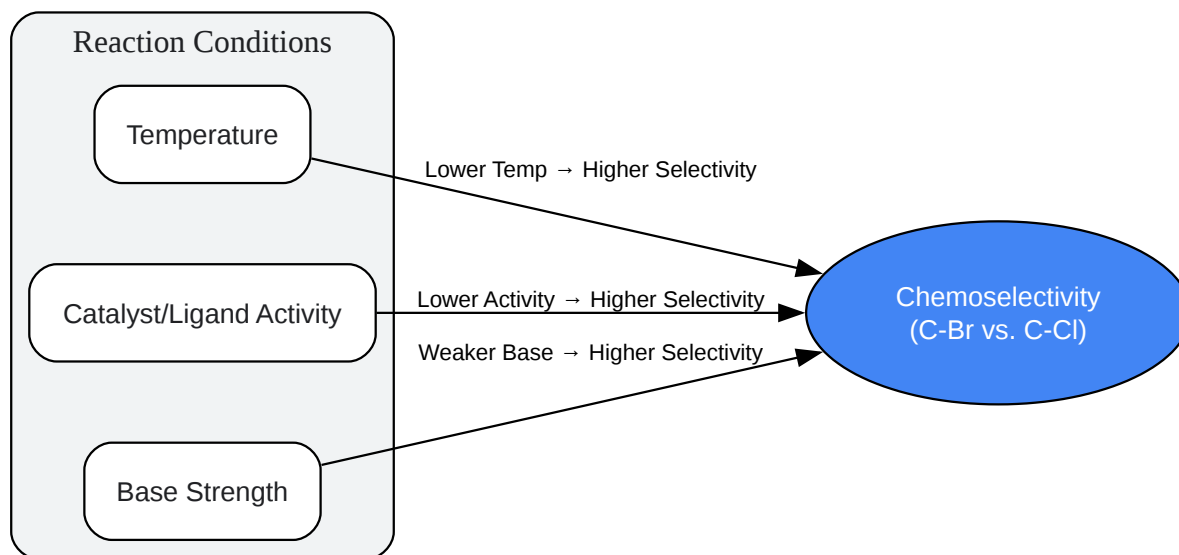 Reaction Conditions
Temperature
Lower Temp → Higher Selectivity
Catalyst/Ligand Activity
Lower Activity → Higher Selectivity
Chemoselectivity
(C-Br vs. C-Cl)
Weaker Base → Higher Selectivity
Base Strength